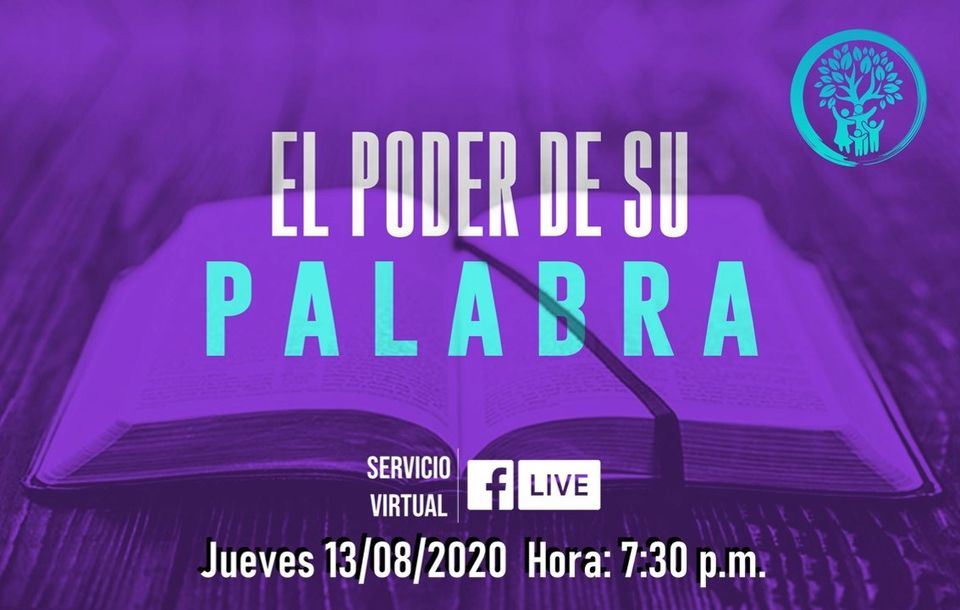 EL PODER DE SU
PALABRA
SERVICIO
VIRTUAL
f LIVE
Jueves 13/08/2020 Hora: 7:30 p.m.